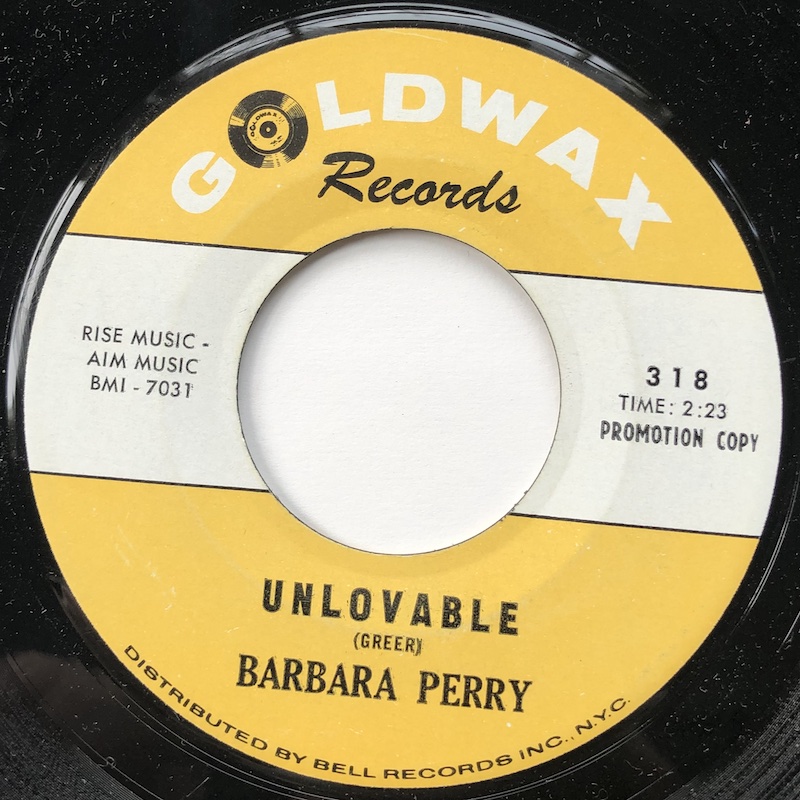 GOLDWAX
GOLDWAX
Records
RISE MUSIC -
AIM MUSIC
BMI - 7031
318
TIME: 2:23
PROMOTION COPY
UNLOVABLE
(GREER)
BARBARA PERRY
DISTRIBUTED BY BELL RECORDS INC., N.Y.C.